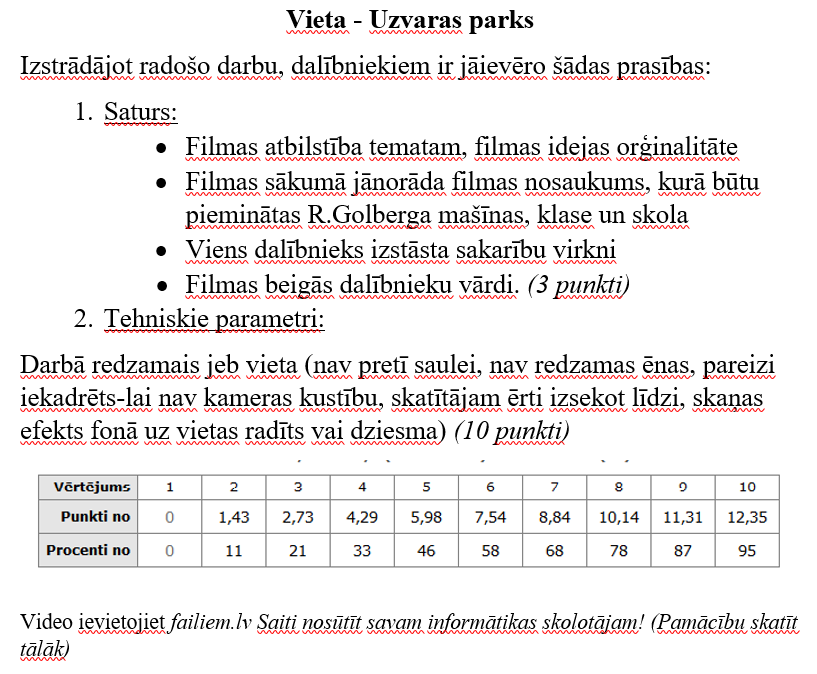 Vieta - Uzvaras parks
Izstrādājot radošo darbu, dalībniekiem ir jāievēro šādas prasības:
1. Saturs:
• Filmas atbilstība tematam, filmas idejas orģinalitāte
• Filmas sākumā jānorāda filmas nosaukums, kurā būtu
pieminātas R.Golberga mašīnas, klase un skola
• Viens dalībnieks izstāsta sakarību virkni
• Filmas beigās dalībnieku vārdi. (3 punkti)
2. Tehniskie parametri:
Darbā redzamais jeb vieta (nav pretī saulei, nav redzamas ēnas, pareizi
iekadrēts-lai nav kameras kustību, skatītājam ērti izsekot līdzi, skaņas
efekts fonā uz vietas radīts vai dziesma) (10 punkti)
Vērtējums 1 2 3 4 5 6 7 8 9 10
Punkti no 0 1,43 2,73 4,29 5,98 7,54 8,84 10,14 11,31 12,35
Procenti no 0 11 21 33 46 58 68 78 87 95
Video ievietojiet failiem.lv Saiti nosūtīt savam informātikas skolotājam! (Pamācību skatīt
tālāk)